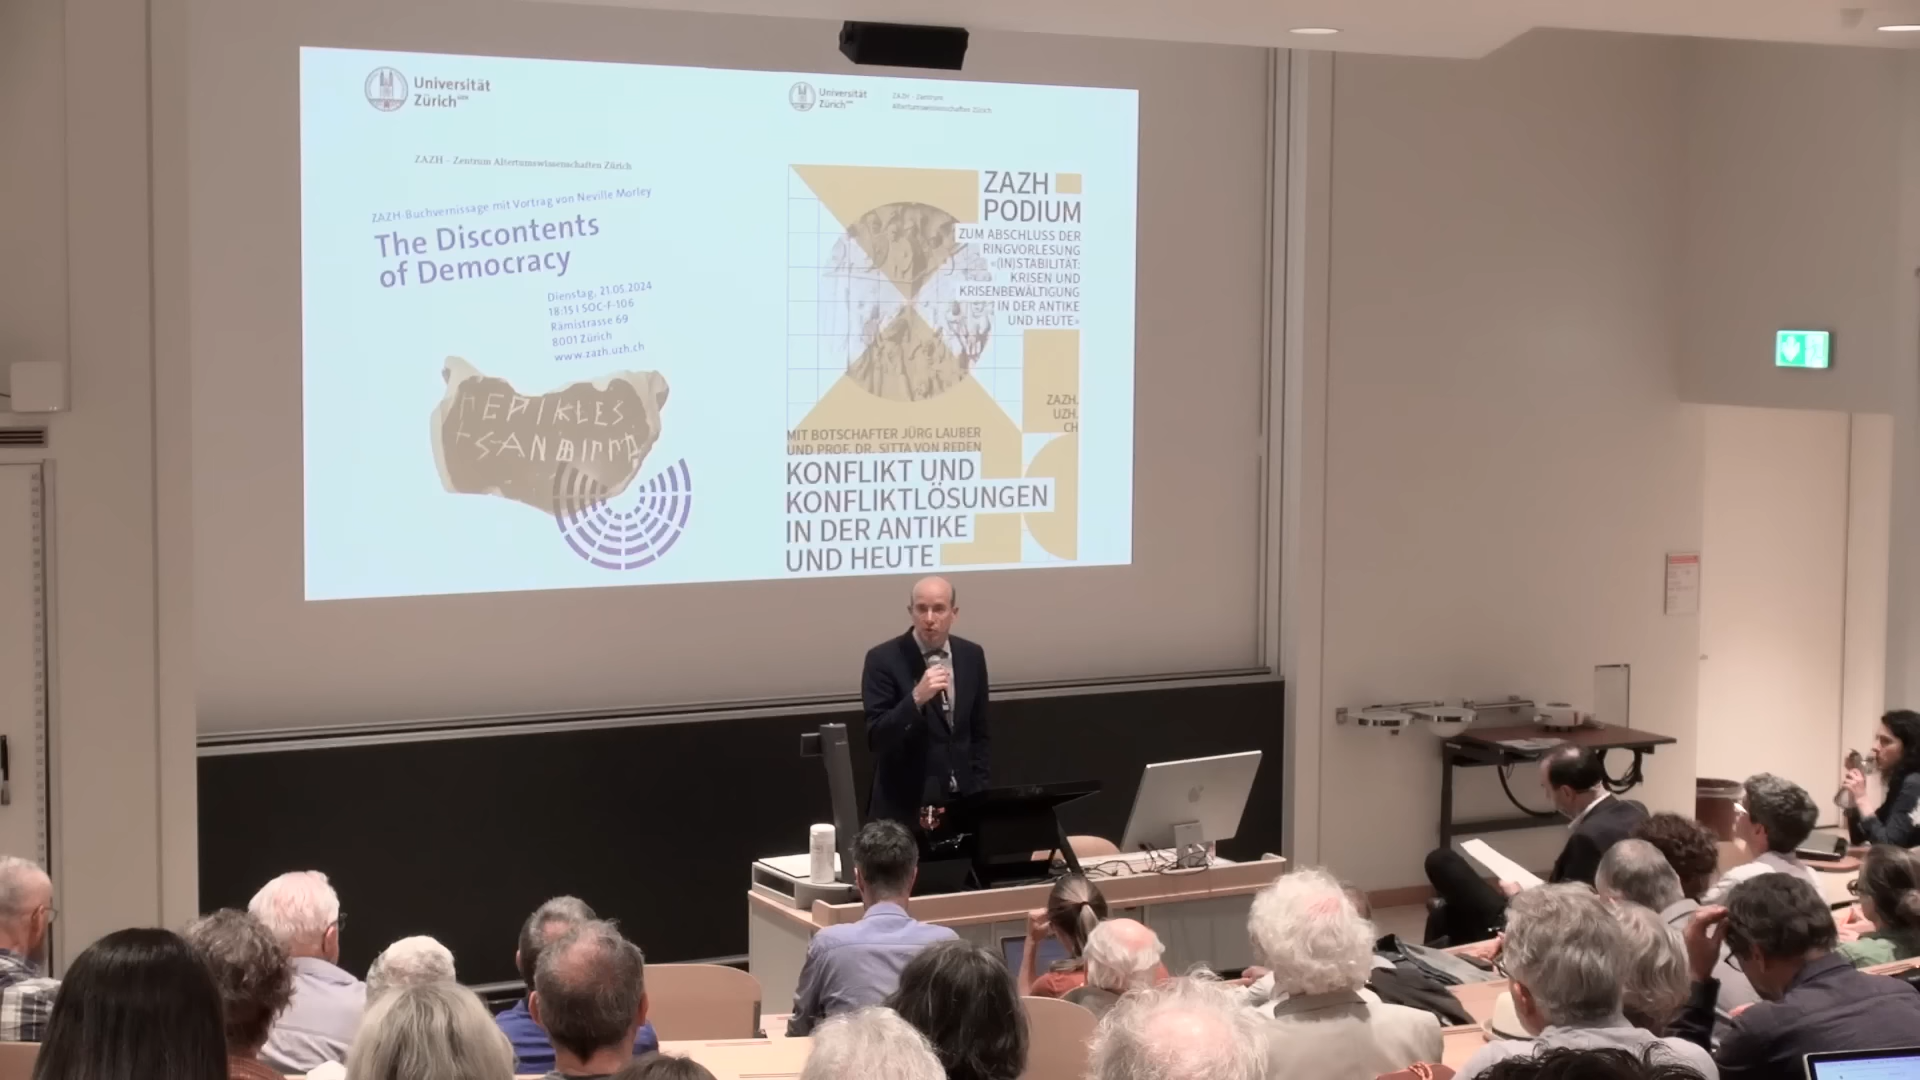 Universität
Zürich
ZAZH - Zentrum Altertumswissenschaften Zürich
ZAZH-Buchvernissage mit Vortrag von Neville Morley
The Discontents
of Democracy
Dienstag, 21.05.2024
18:15 | SOC-F-106
Rämistrasse 69
8001 Zürich
www.zazh.uzh.ch
Universität
Zürich
ZAZH - Zentrum
Altertumswissenschaften Zürich
ZAZH
PODIUM
ZUM ABSCHLUSS DER
RINGVORLESUNG
«(IN)STABILITÄT:
KRISEN UND
KRISENBEWÄLTIGUNG
IN DER ANTIKE
UND HEUTE»
ZAZH.
UZH.
CH
MIT BOTSCHAFTER JÜRG LAUBER
UND PROF. DR. SITTA VON REDEN
KONFLIKT UND
KONFLIKTLÖSUNGEN
IN DER ANTIKE
UND HEUTE